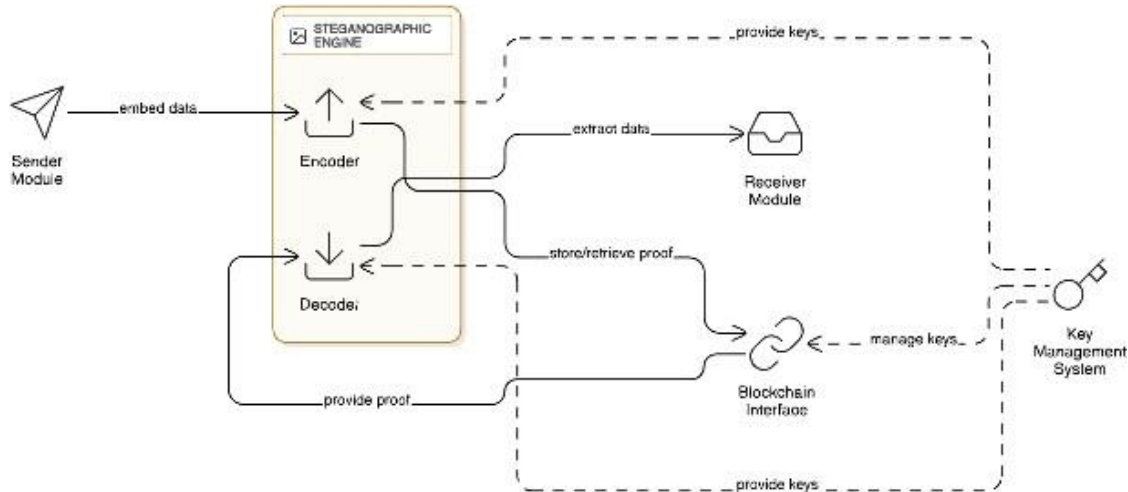 STEGANOGRAPHIC
ENGINE
provide keys
embed data
Sender
Module
Encoder
extract data
Receiver
Module
store/retrieve proof
Decoder
manage keys
Key
Management
System
Blockchain
Interface
provide proof
provide keys